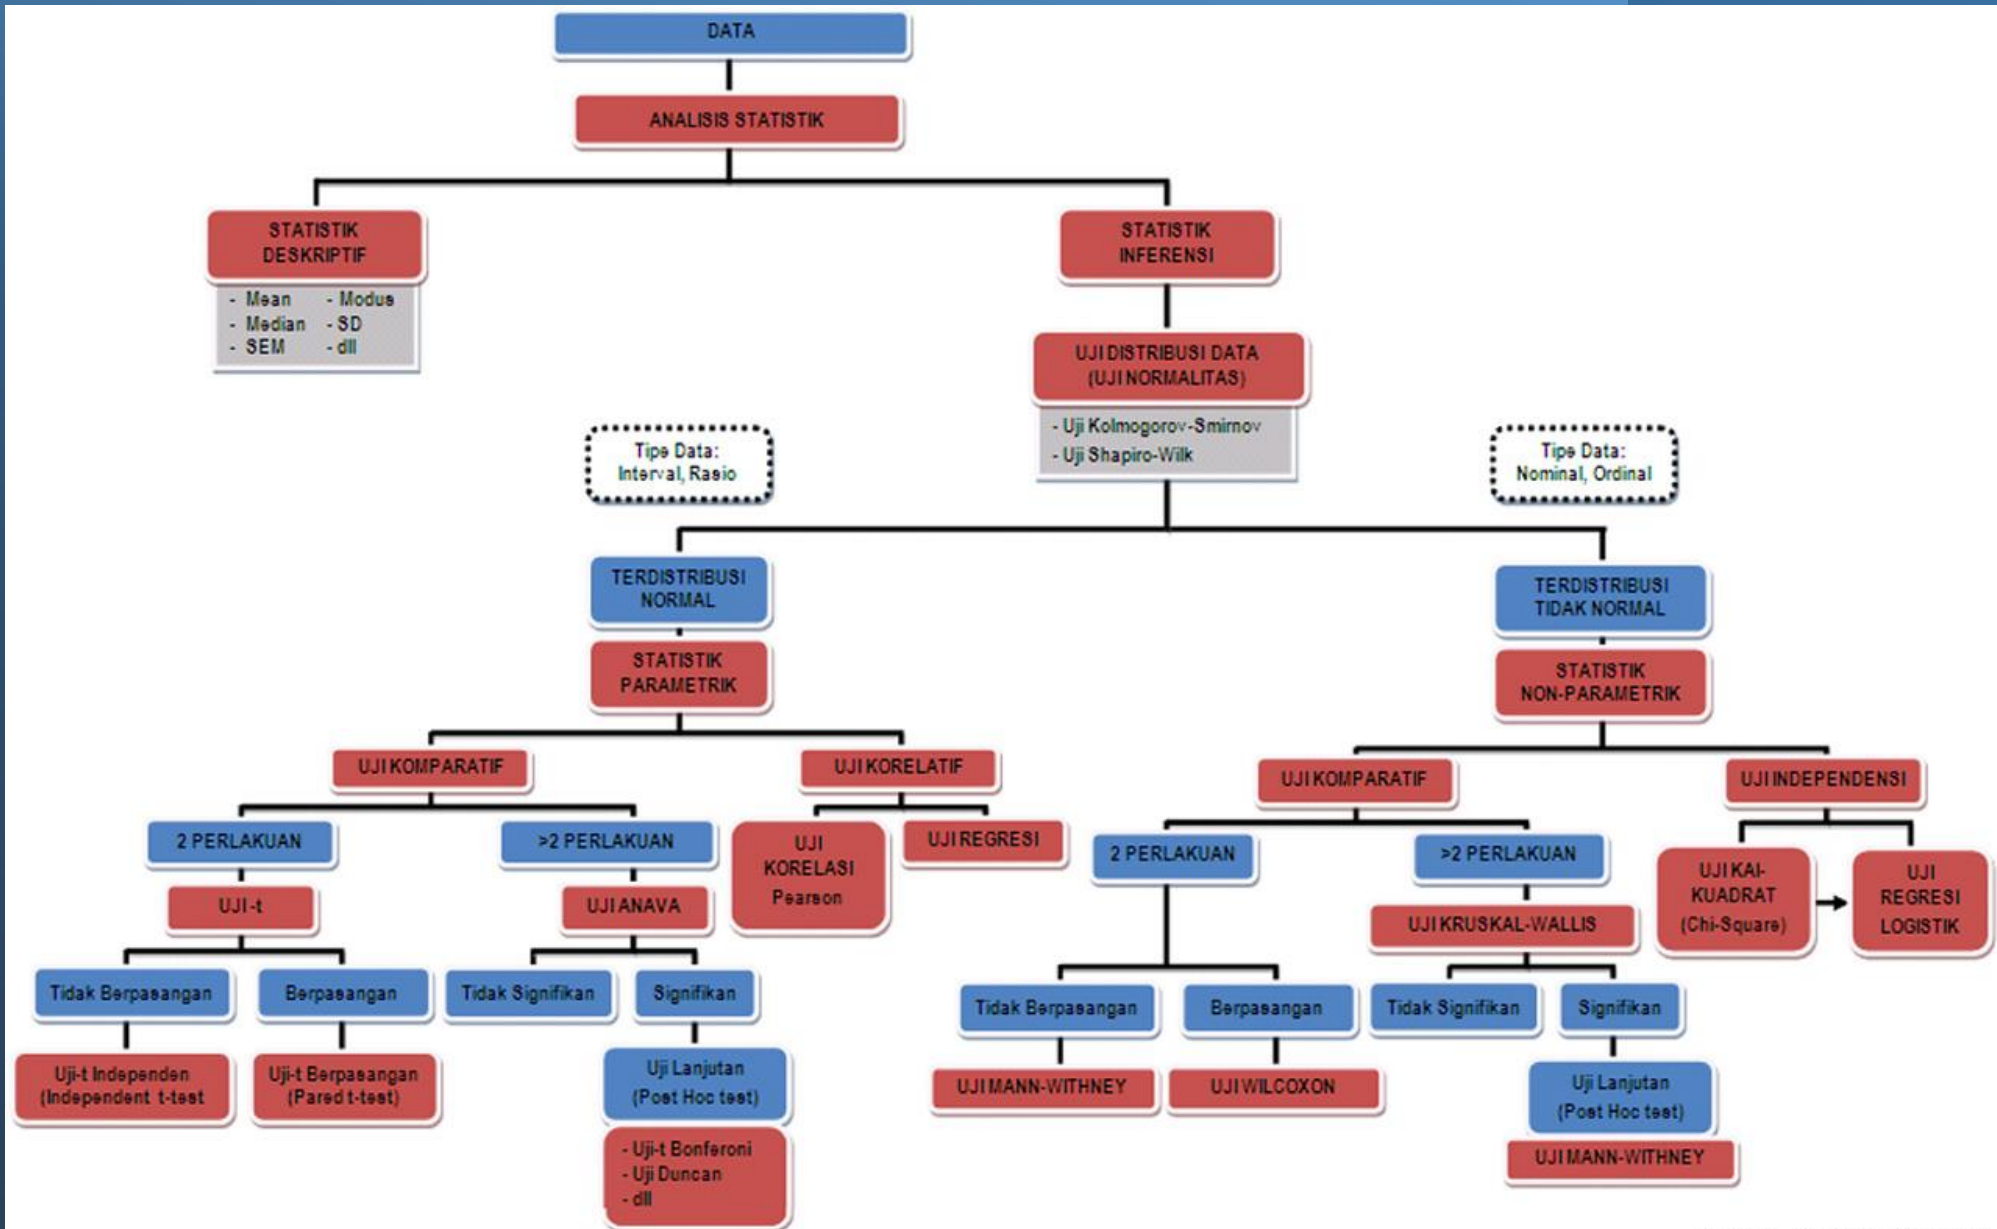 DATA
ANALISIS STATISTIK
STATISTIK
DESKRIPTIF
- Mean - Modus
- Median - SD
- SEM - dll
STATISTIK
INFERENSI
UJI DISTRIBUSI DATA
(UJI NORMALITAS)
- Uji Kolmogorov-Smirnov
- Uji Shapiro-Wilk
Tipe Data:
Interval, Rasio
Tipe Data:
Nominal, Ordinal
TERDISTRIBUSI
NORMAL
STATISTIK
PARAMETRIK
UJI KOMPARATIF
UJI KORELATIF
2 PERLAKUAN
>2 PERLAKUAN
UJI
KORELASI
Pearson
UJI REGRESI
UJI -t
UJI ANAVA
Tidak Berpasangan
Berpasangan
Tidak Signifikan
Signifikan
Uji-t Independen
(Independent t-test
Uji-t Berpasangan
(Pared t-test)
Uji Lanjutan
(Post Hoc test)
- Uji-t Bonferoni
- Uji Duncan
- dll
TERDISTRIBUSI
TIDAK NORMAL
STATISTIK
NON-PARAMETRIK
UJI KOMPARATIF
UJI INDEPENDENSI
2 PERLAKUAN
>2 PERLAKUAN
UJI KAI-
KUADRAT
(Chi-Square)
UJI
REGRESI
LOGISTIK
UJI KRUSKAL-WALLIS
Tidak Berpasangan
Berpasangan
Tidak Signifikan
Signifikan
UJI MANN-WITHNEY
UJI WILCOXON
Uji Lanjutan
(Post Hoc test)
UJI MANN-WITHNEY